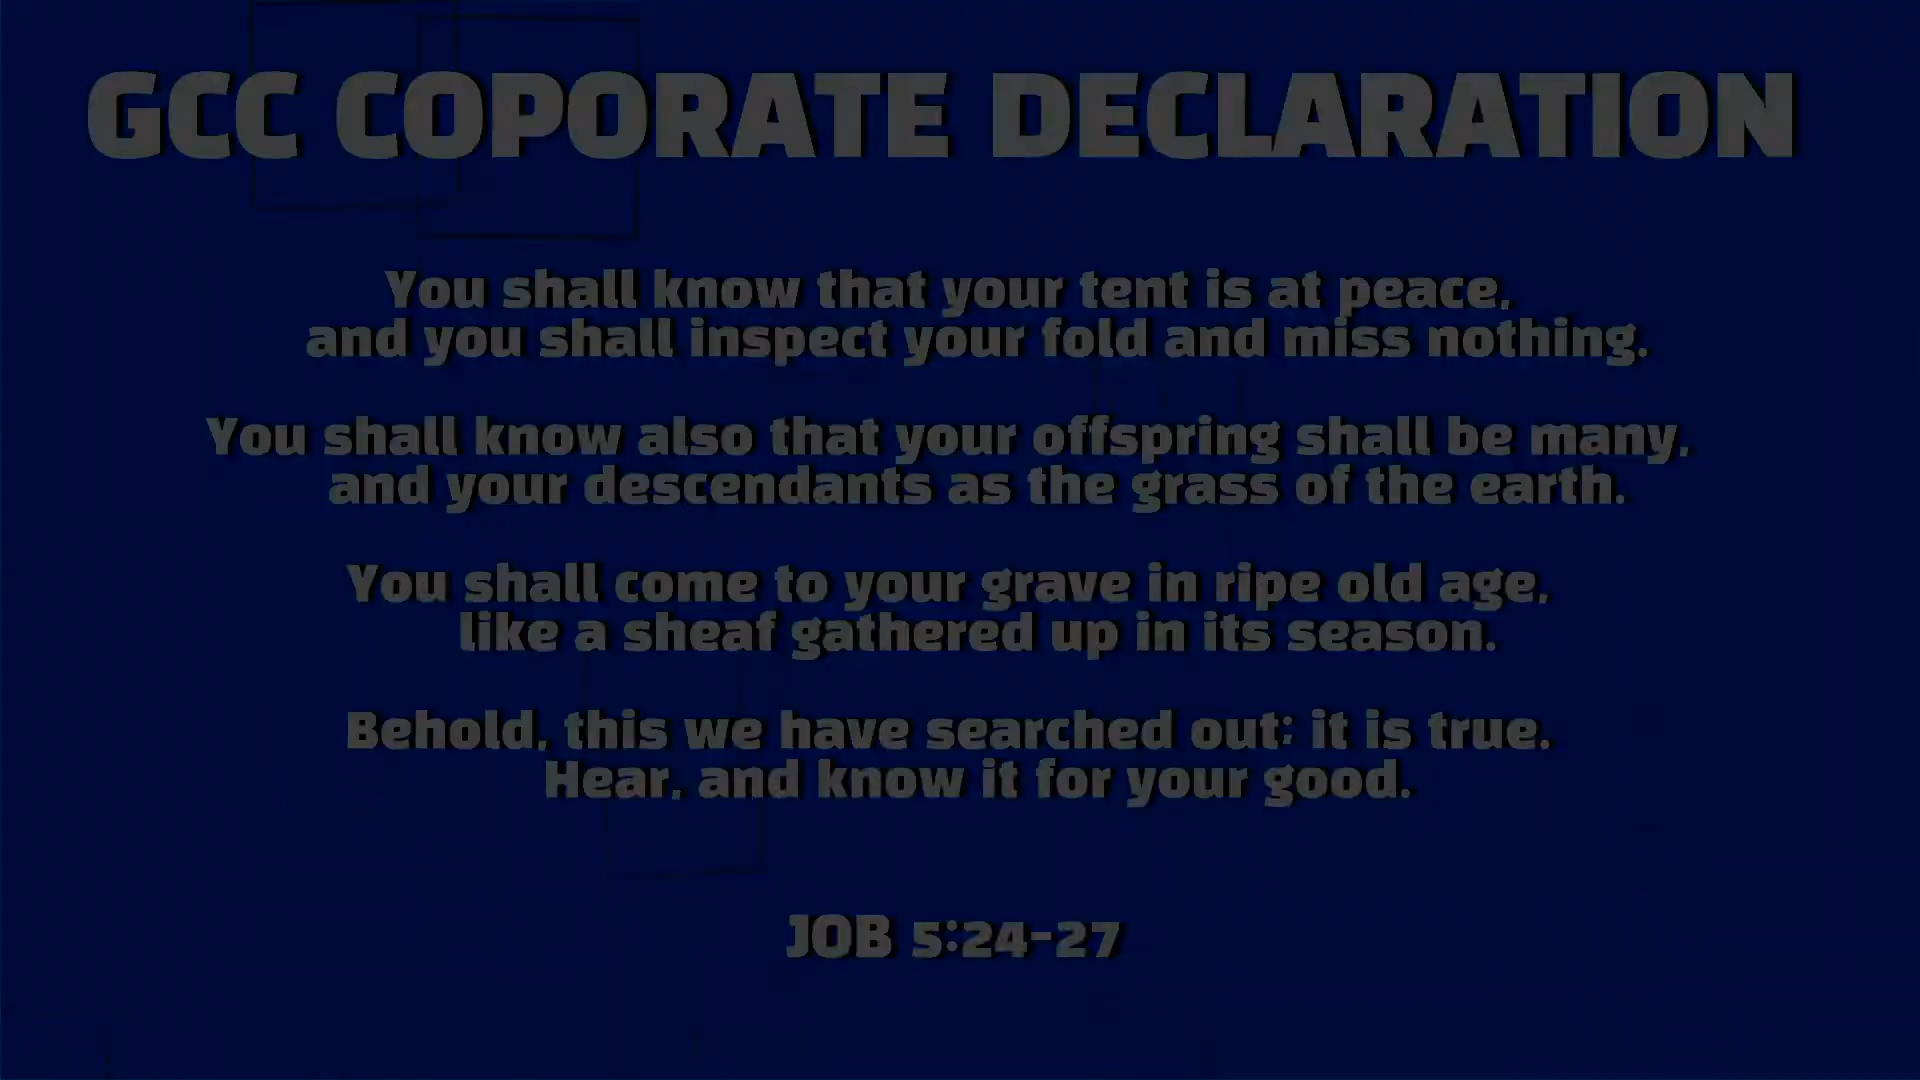 GCC COPORATE DECLARATION
You shall know that your tent is at peace,
and you shall inspect your fold and miss nothing.
You shall know also that your offspring shall be many,
and your descendants as the grass of the earth.
You shall come to your grave in ripe old age,
like a sheaf gathered up in its season.
Behold, this we have searched out; it is true.
Hear, and know it for your good.
JOB 5:24-27